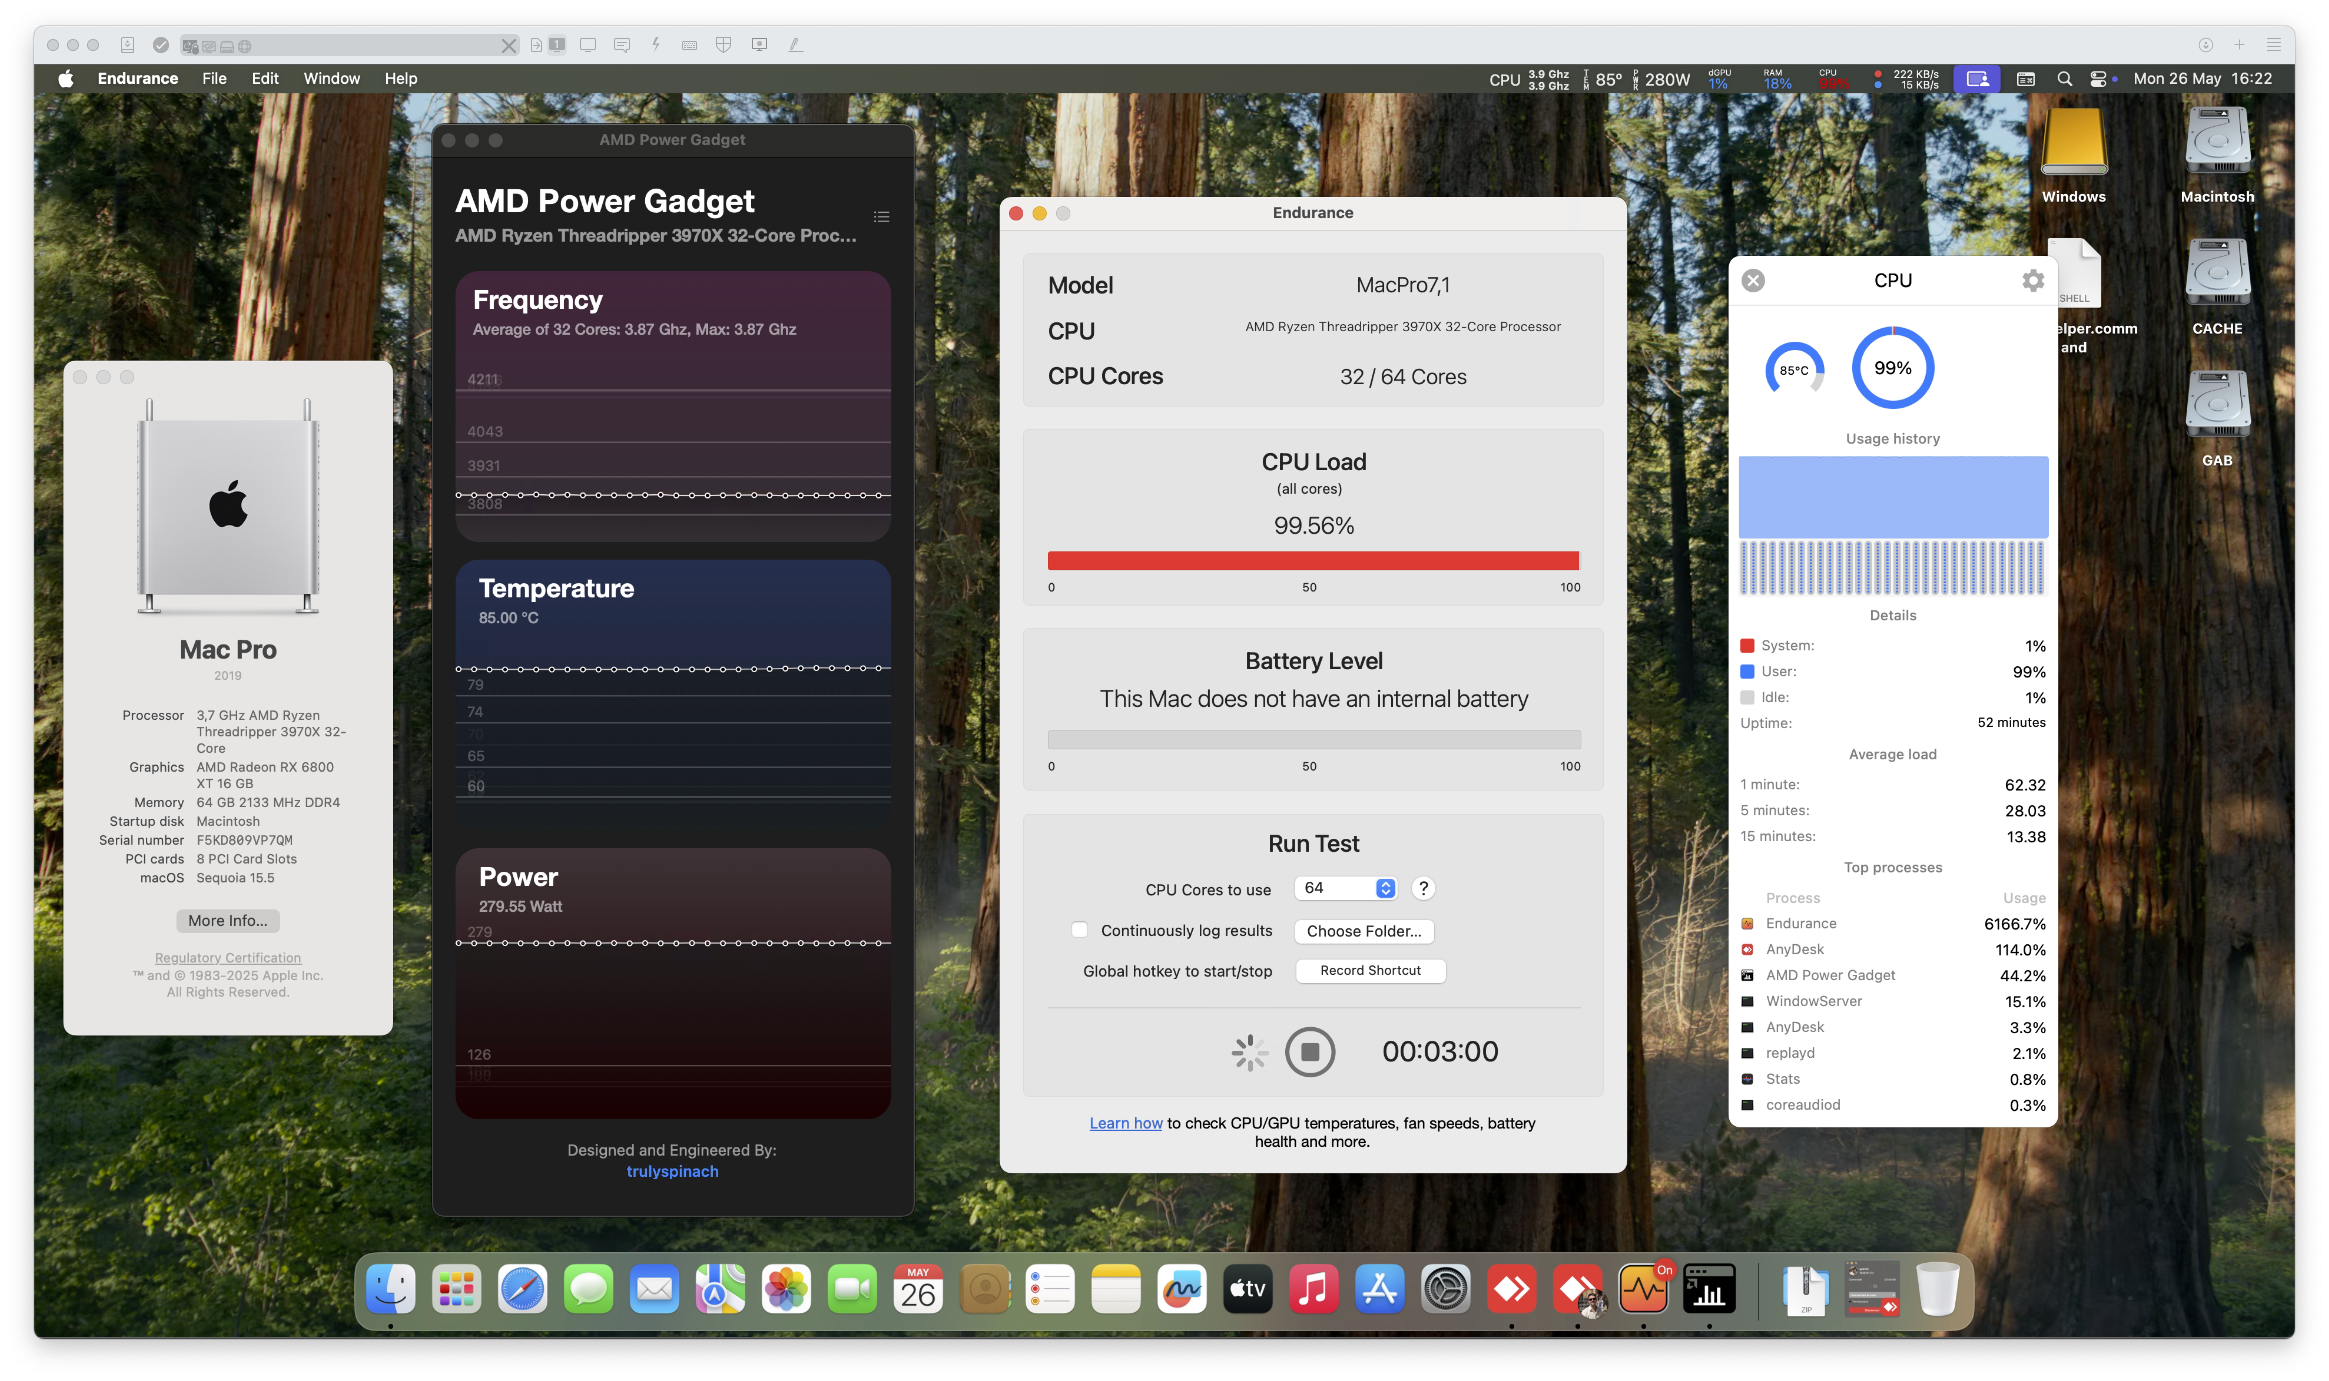 1
Endurance File Edit Window Help
CPU 3.9 Ghz 3.9 Ghz TEM 85° PWR 280W dGPU 1% RAM 18% CPU 99% 222 KB/s 15 KB/s Mon 26 May 16:22
Mac Pro
2019
Processor 3,7 GHz AMD Ryzen
Threadripper 3970X 32-
Core
Graphics AMD Radeon RX 6800
XT 16 GB
Memory 64 GB 2133 MHz DDR4
Startup disk Macintosh
Serial number F5KD809VP7QM
PCI cards 8 PCI Card Slots
macOS Sequoia 15.5
More Info...
Regulatory Certification
™ and © 1983-2025 Apple Inc.
All Rights Reserved.
AMD Power Gadget
AMD Power Gadget
AMD Ryzen Threadripper 3970X 32-Core Proc...
Frequency
Average of 32 Cores: 3.87 Ghz, Max: 3.87 Ghz
4211
4043
3931
3808
Temperature
85.00 °C
79
74
70
65
60
Power
279.55 Watt
279
126
Designed and Engineered By:
trulyspinach
Endurance
Model MacPro7,1
CPU AMD Ryzen Threadripper 3970X 32-Core Processor
CPU Cores 32 / 64 Cores
CPU Load
(all cores)
99.56%
0 50 100
Battery Level
This Mac does not have an internal battery
0 50 100
Run Test
CPU Cores to use 64 ?
Continuously log results Choose Folder...
Global hotkey to start/stop Record Shortcut
00:03:00
Learn how to check CPU/GPU temperatures, fan speeds, battery
health and more.
CPU
85°C 99%
Usage history
Details
System: 1%
User: 99%
Idle: 1%
Uptime: 52 minutes
Average load
1 minute: 62.32
5 minutes: 28.03
15 minutes: 13.38
Top processes
Process Usage
Endurance 6166.7%
AnyDesk 114.0%
AMD Power Gadget 44.2%
WindowServer 15.1%
AnyDesk 3.3%
replayd 2.1%
Stats 0.8%
coreaudiod 0.3%
Windows
Macintosh
SHELL
elper.comm
and
CACHE
GAB
MAY
26
tv
On
ZIP